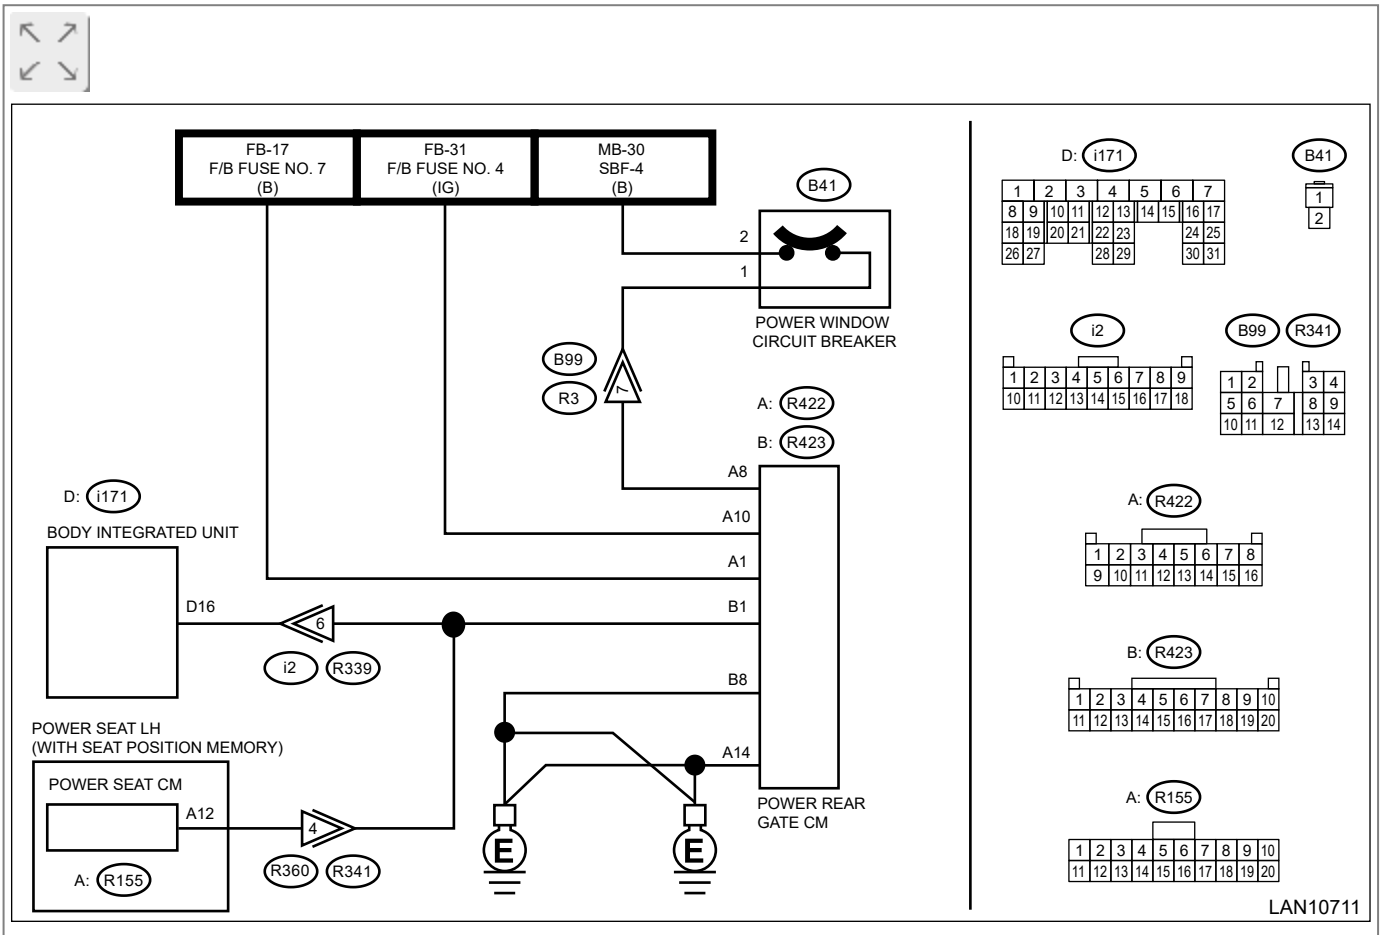 FB-17
F/B FUSE NO. 7
(B)
FB-31
F/B FUSE NO. 4
(IG)
MB-30
SBF-4
(B)
B41
2
1
POWER WINDOW
CIRCUIT BREAKER
B99
R3
7
A: R422
B: R423
A8
A10
A1
B1
B8
A14
POWER REAR
GATE CM
D: i171
BODY INTEGRATED UNIT
D16
6
i2 R339
POWER SEAT LH
(WITH SEAT POSITION MEMORY)
POWER SEAT CM
A12
A: R155
4
R360 R341
E E
D: i171
1 2 3 4 5 6 7
8 9 10 11 12 13 14 15 16 17
18 19 20 21 22 23 24 25
26 27 28 29 30 31
B41
1
2
i2
1 2 3 4 5 6 7 8 9
10 11 12 13 14 15 16 17 18
B99 R341
1 2 3 4
5 6 7 8 9
10 11 12 13 14
A: R422
1 2 3 4 5 6 7 8
9 10 11 12 13 14 15 16
B: R423
1 2 3 4 5 6 7 8 9 10
11 12 13 14 15 16 17 18 19 20
A: R155
1 2 3 4 5 6 7 8 9 10
11 12 13 14 15 16 17 18 19 20
LAN10711